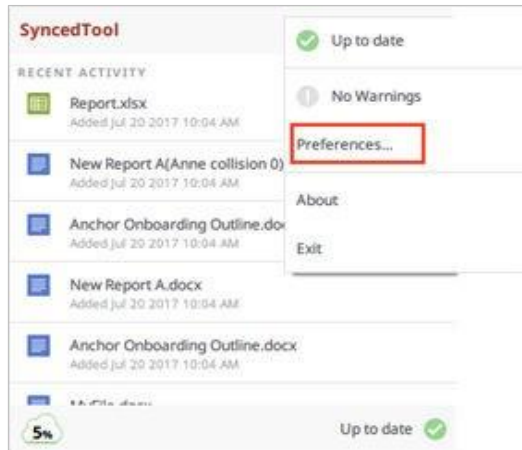 SyncedTool
RECENT ACTIVITY
Report.xlsx
Added Jul 20 2017 10:04 AM
New Report A(Anne collision 0)
Added Jul 20 2017 10:04 AM
Anchor Onboarding Outline.do
Added Jul 20 2017 10:04 AM
New Report A.docx
Added Jul 20 2017 10:04 AM
Anchor Onboarding Outline.docx
Added Jul 20 2017 10:04 AM
MyFile.docx
5%
Up to date
Up to date
No Warnings
Preferences...
About
Exit